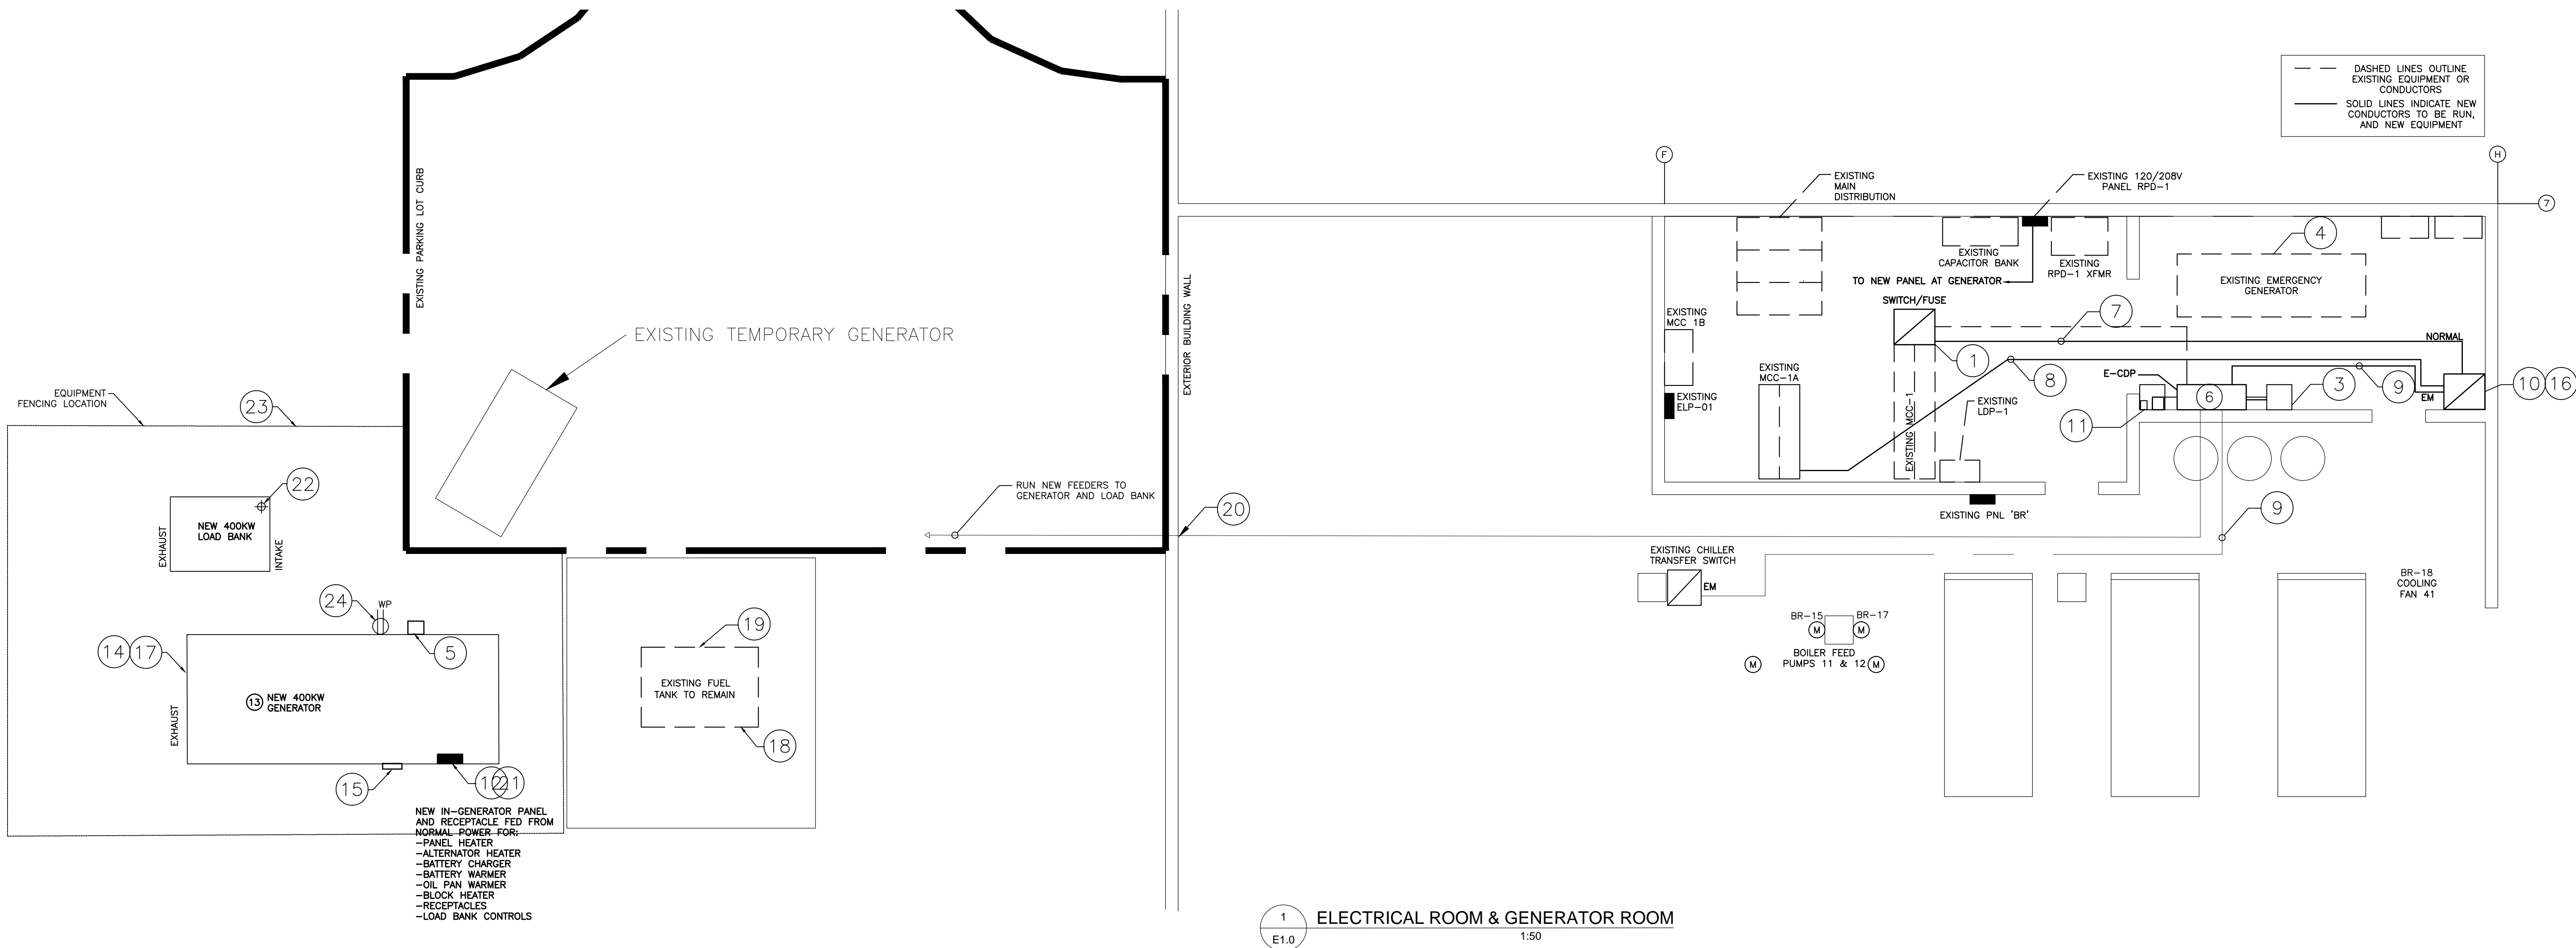 DASHED LINES OUTLINE
EXISTING EQUIPMENT OR
CONDUCTORS
SOLID LINES INDICATE NEW
CONDUCTORS TO BE RUN,
AND NEW EQUIPMENT
F
H
7
EXISTING
MAIN
DISTRIBUTION
EXISTING 120/208V
PANEL RPD-1
EXISTING PARKING LOT CURB
EXTERIOR BUILDING WALL
EXISTING
CAPACITOR BANK
EXISTING
RPD-1 XFMR
4
EXISTING EMERGENCY
GENERATOR
TO NEW PANEL AT GENERATOR
SWITCH/FUSE
EXISTING
MCC 1B
7
NORMAL
EXISTING TEMPORARY GENERATOR
1
8
EXISTING
MCC-1A
E-CDP
6
3
9
EM
10
16
EXISTING
ELP-01
EXISTING MCC-1
EXISTING
LDP-1
11
EQUIPMENT
FENCING LOCATION
23
22
NEW 400KW
LOAD BANK
EXHAUST
INTAKE
RUN NEW FEEDERS TO
GENERATOR AND LOAD BANK
20
EXISTING PNL 'BR'
9
EXISTING CHILLER
TRANSFER SWITCH
EM
BR-18
COOLING
FAN 41
BR-15
BR-17
M
M
BOILER FEED
PUMPS 11 & 12
M
M
24
WP
5
14
17
13
NEW 400KW
GENERATOR
EXHAUST
19
EXISTING FUEL
TANK TO REMAIN
18
15
12
21
NEW IN-GENERATOR PANEL
AND RECEPTACLE FED FROM
NORMAL POWER FOR:
-PANEL HEATER
-ALTERNATOR HEATER
-BATTERY CHARGER
-BATTERY WARMER
-OIL PAN WARMER
-BLOCK HEATER
-RECEPTACLES
-LOAD BANK CONTROLS
1
E1.0
ELECTRICAL ROOM & GENERATOR ROOM
1:50